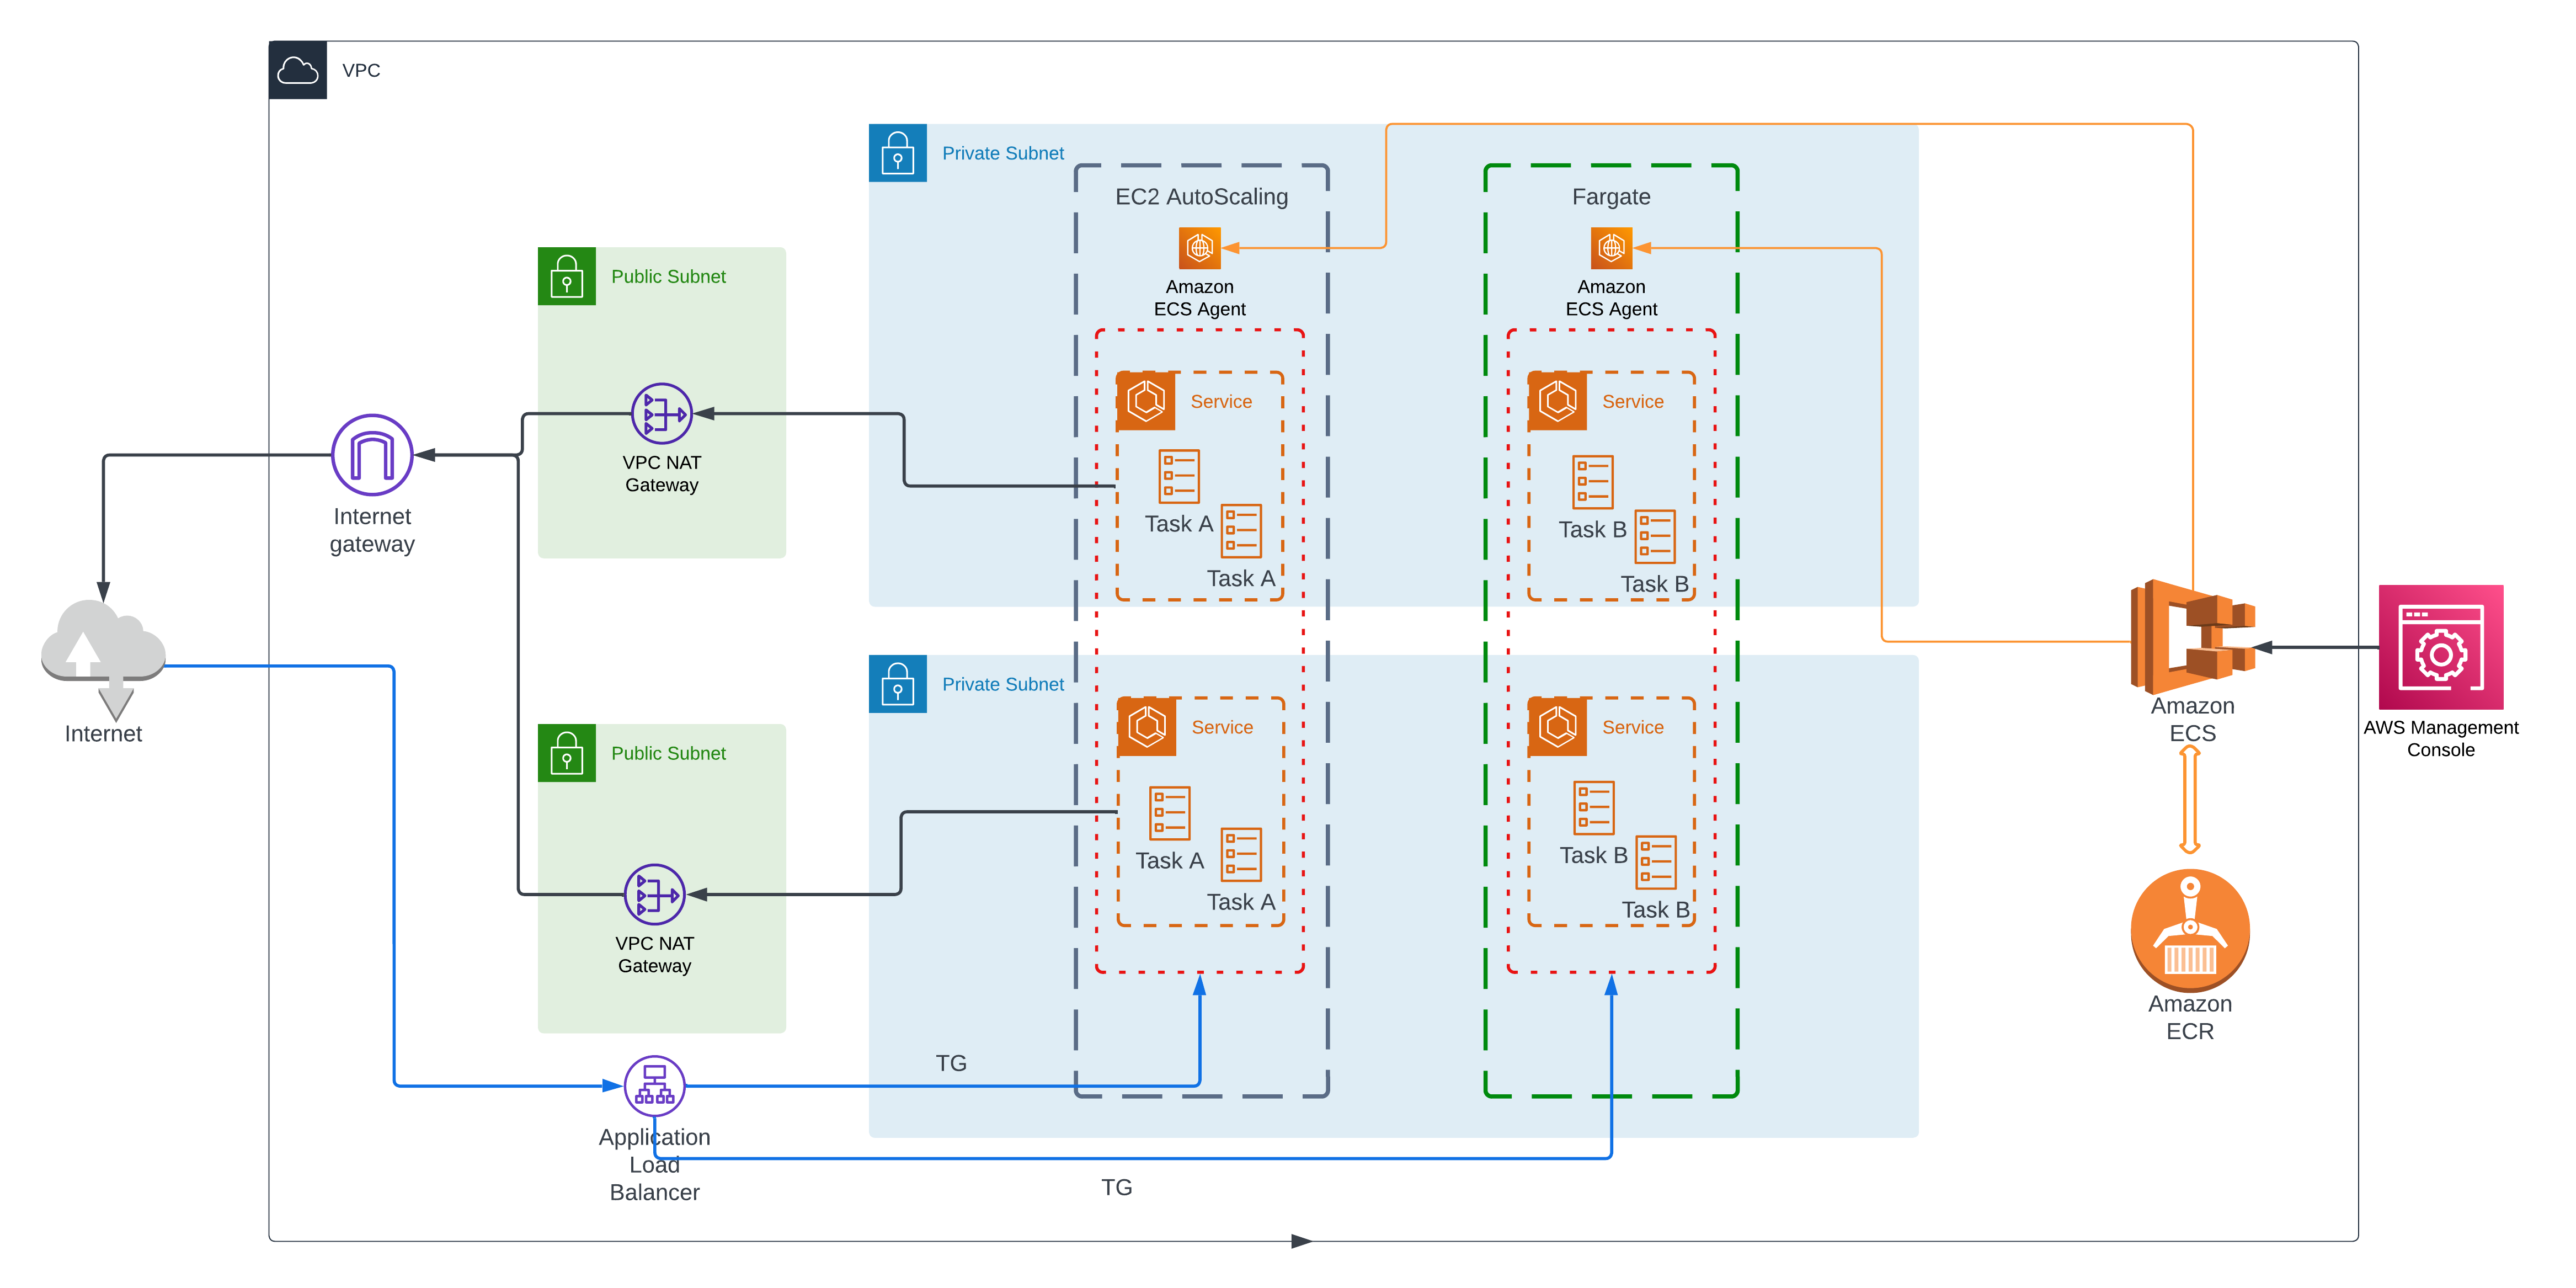 VPC
Private Subnet
EC2 AutoScaling
Fargate
Amazon
ECS Agent
Amazon
ECS Agent
Public Subnet
VPC NAT
Gateway
Internet
gateway
Service
Task A
Task A
Service
Task B
Task B
Internet
Private Subnet
Service
Task A
Task A
Service
Task B
Task B
Public Subnet
VPC NAT
Gateway
Amazon
ECS
AWS Management
Console
Amazon
ECR
TG
Application
Load
Balancer
TG